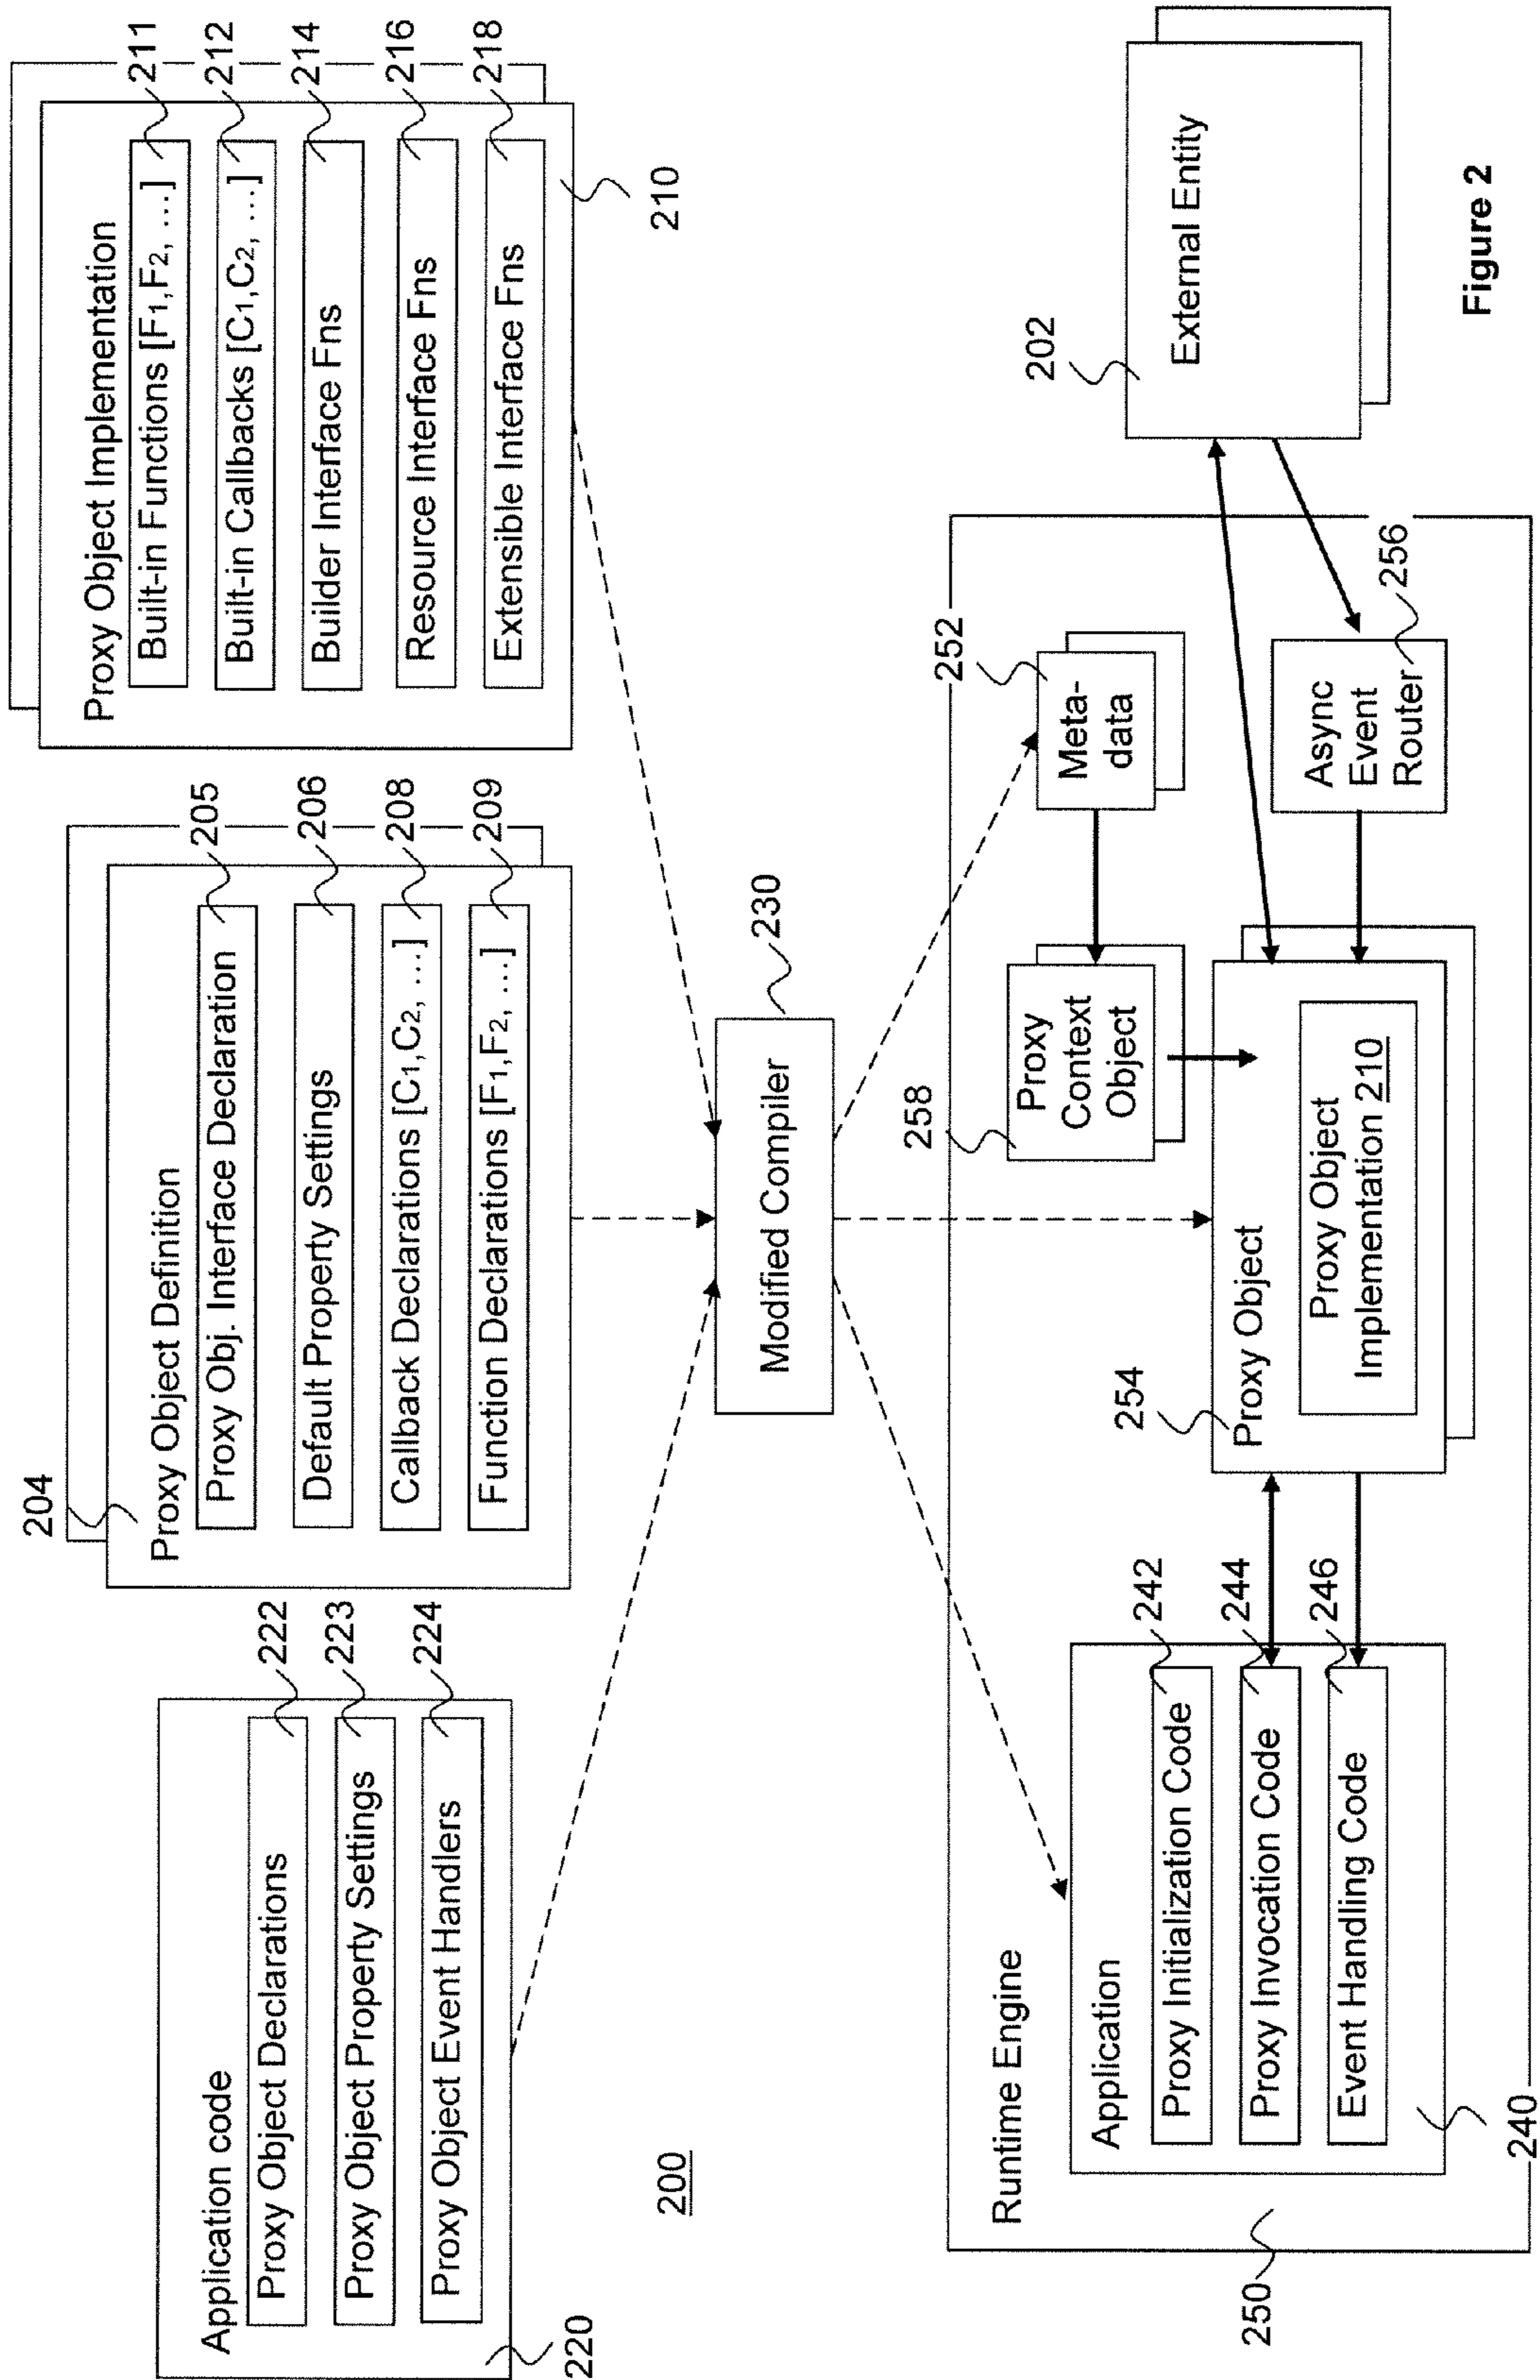 Application code
Proxy Object Declarations
222
Proxy Object Property Settings
223
Proxy Object Event Handlers
224
220
204
Proxy Object Definition
Proxy Obj. Interface Declaration
205
Default Property Settings
206
Callback Declarations [C1,C2, ...]
208
Function Declarations [F1,F2, ...]
209
Proxy Object Implementation
Built-in Functions [F1,F2, ...]
211
Built-in Callbacks [C1,C2, ...]
212
Builder Interface Fns
214
Resource Interface Fns
216
Extensible Interface Fns
218
210
200
Modified Compiler
230
Runtime Engine
250
Application
Proxy Initialization Code
242
Proxy Invocation Code
244
Event Handling Code
246
240
258
Proxy
Context
Object
252
Meta-
data
254
Proxy Object
Proxy Object
Implementation 210
Async
Event
Router
256
202
External Entity
Figure 2